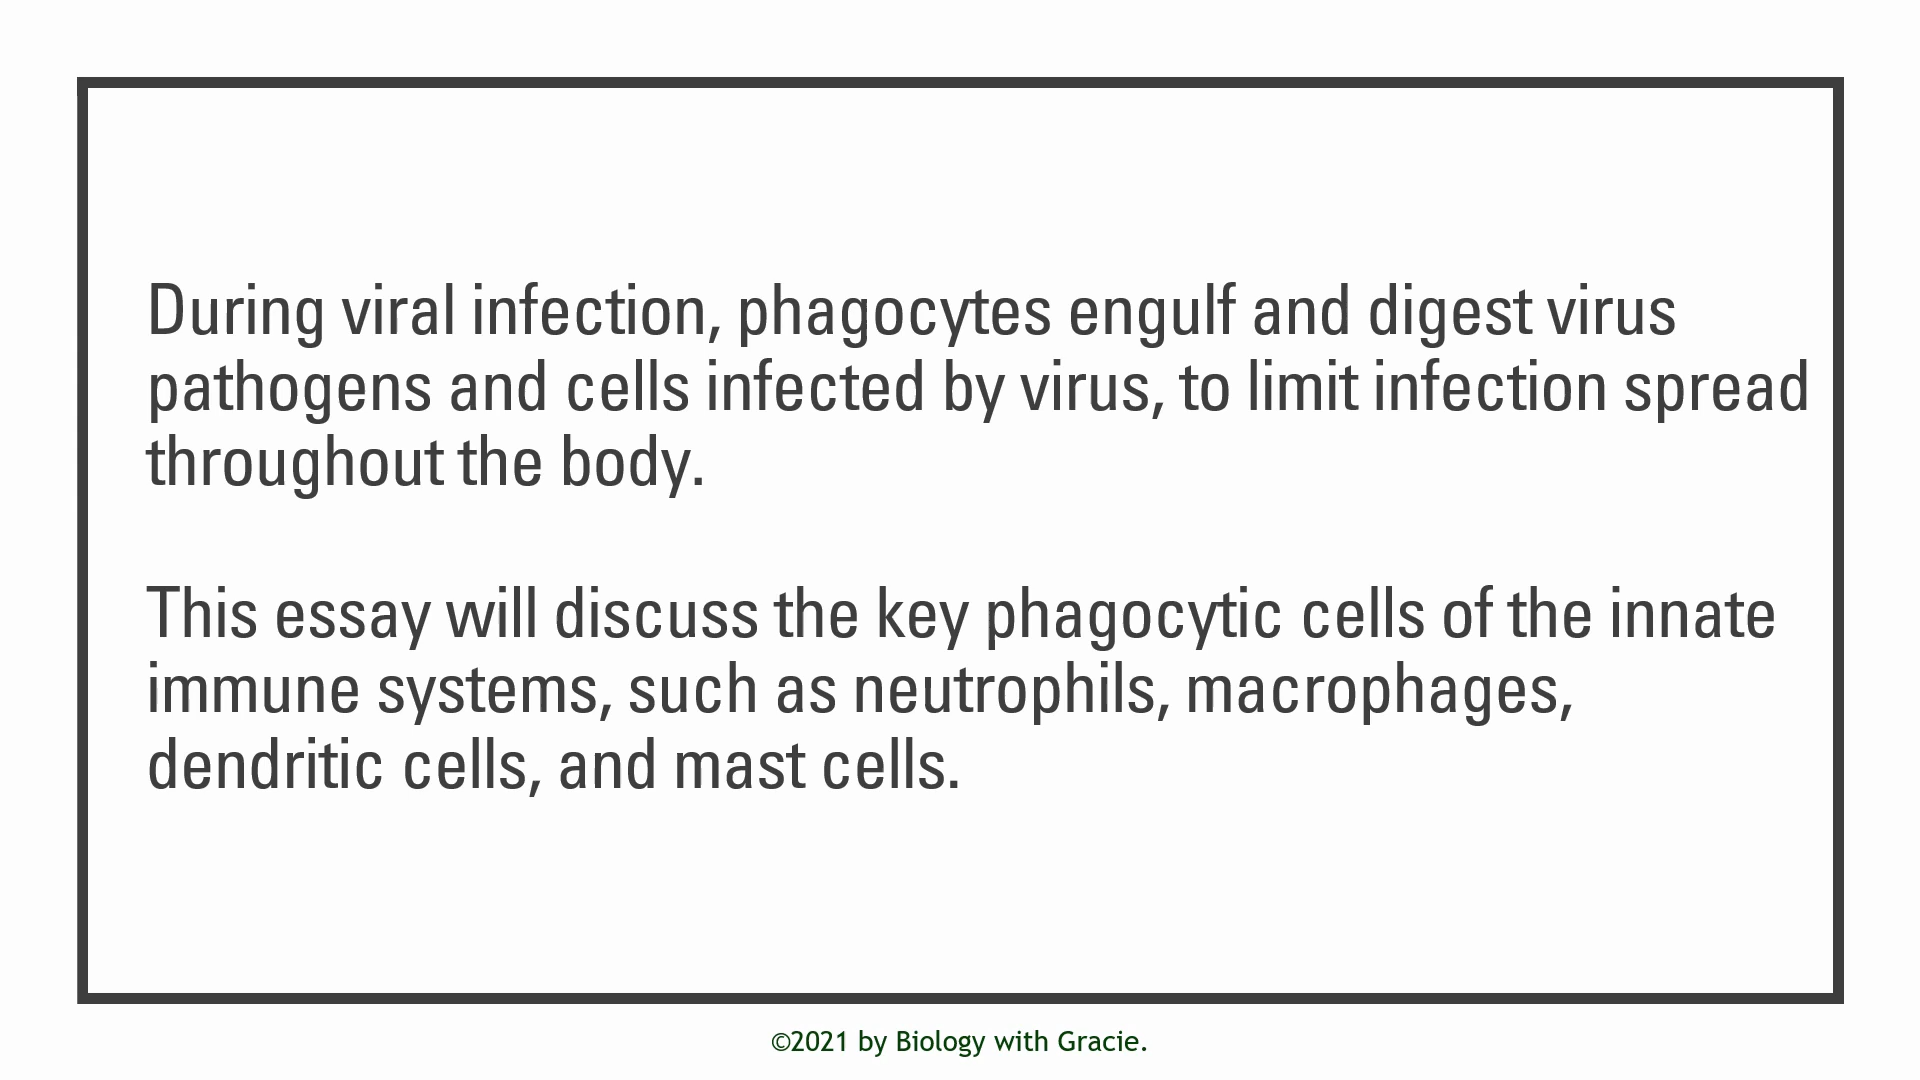 During viral infection, phagocytes engulf and digest virus
pathogens and cells infected by virus, to limit infection spread
throughout the body.
This essay will discuss the key phagocytic cells of the innate
immune systems, such as neutrophils, macrophages,
dendritic cells, and mast cells.
©2021 by Biology with Gracie.